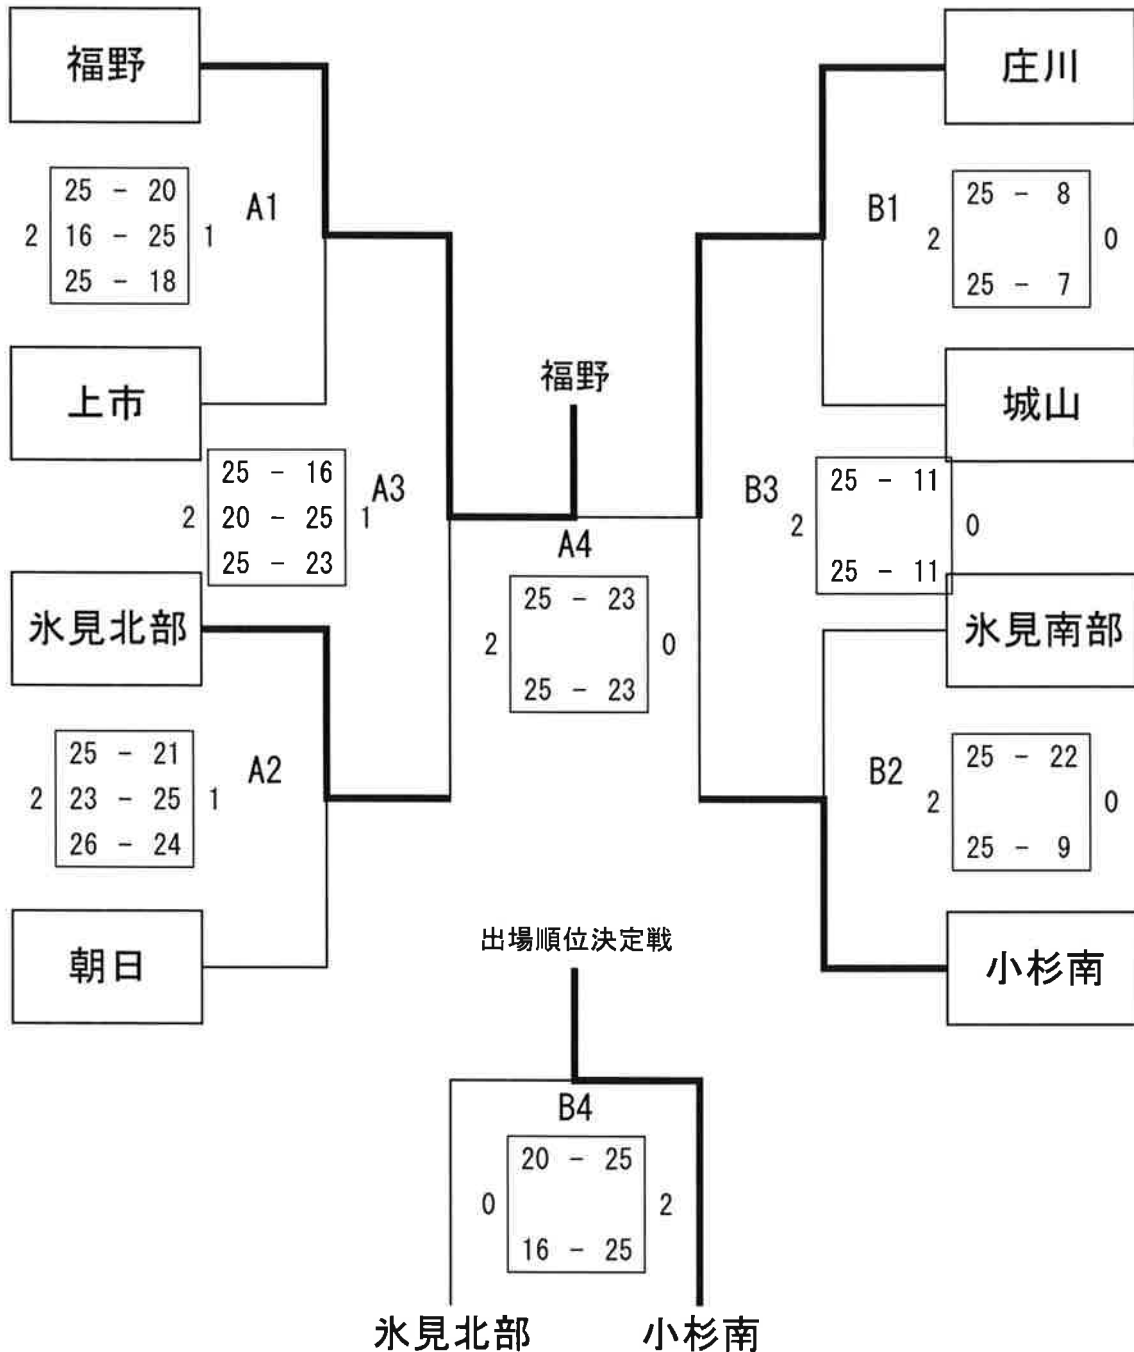 福野
庄川
25 - 20
A1
2 16 - 25 1
25 - 18
B1
25 - 8
2 0
25 - 7
上市
福野
城山
25 - 16
A3
2 20 - 25 1
25 - 23
B3
25 - 11
2 0
25 - 11
A4
25 - 23
2 0
25 - 23
氷見北部
氷見南部
25 - 21
A2
2 23 - 25 1
26 - 24
B2
25 - 22
2 0
25 - 9
朝日
出場順位決定戦
小杉南
B4
20 - 25
0 2
16 - 25
氷見北部 小杉南